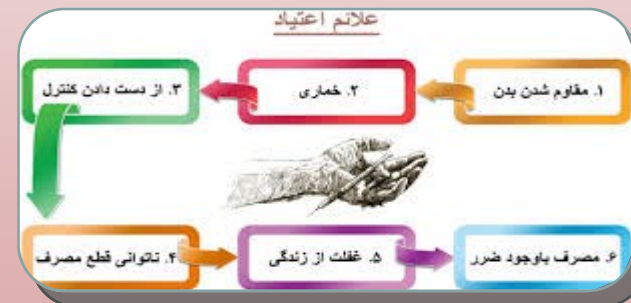 علائم اعتیاد
۱. مقاوم شدن بدن
۲. خماری
۳. از دست دادن کنترل
۴. ناتوانی قطع مصرف
۵. غفلت از زندگی
۶. مصرف باوجود ضرر